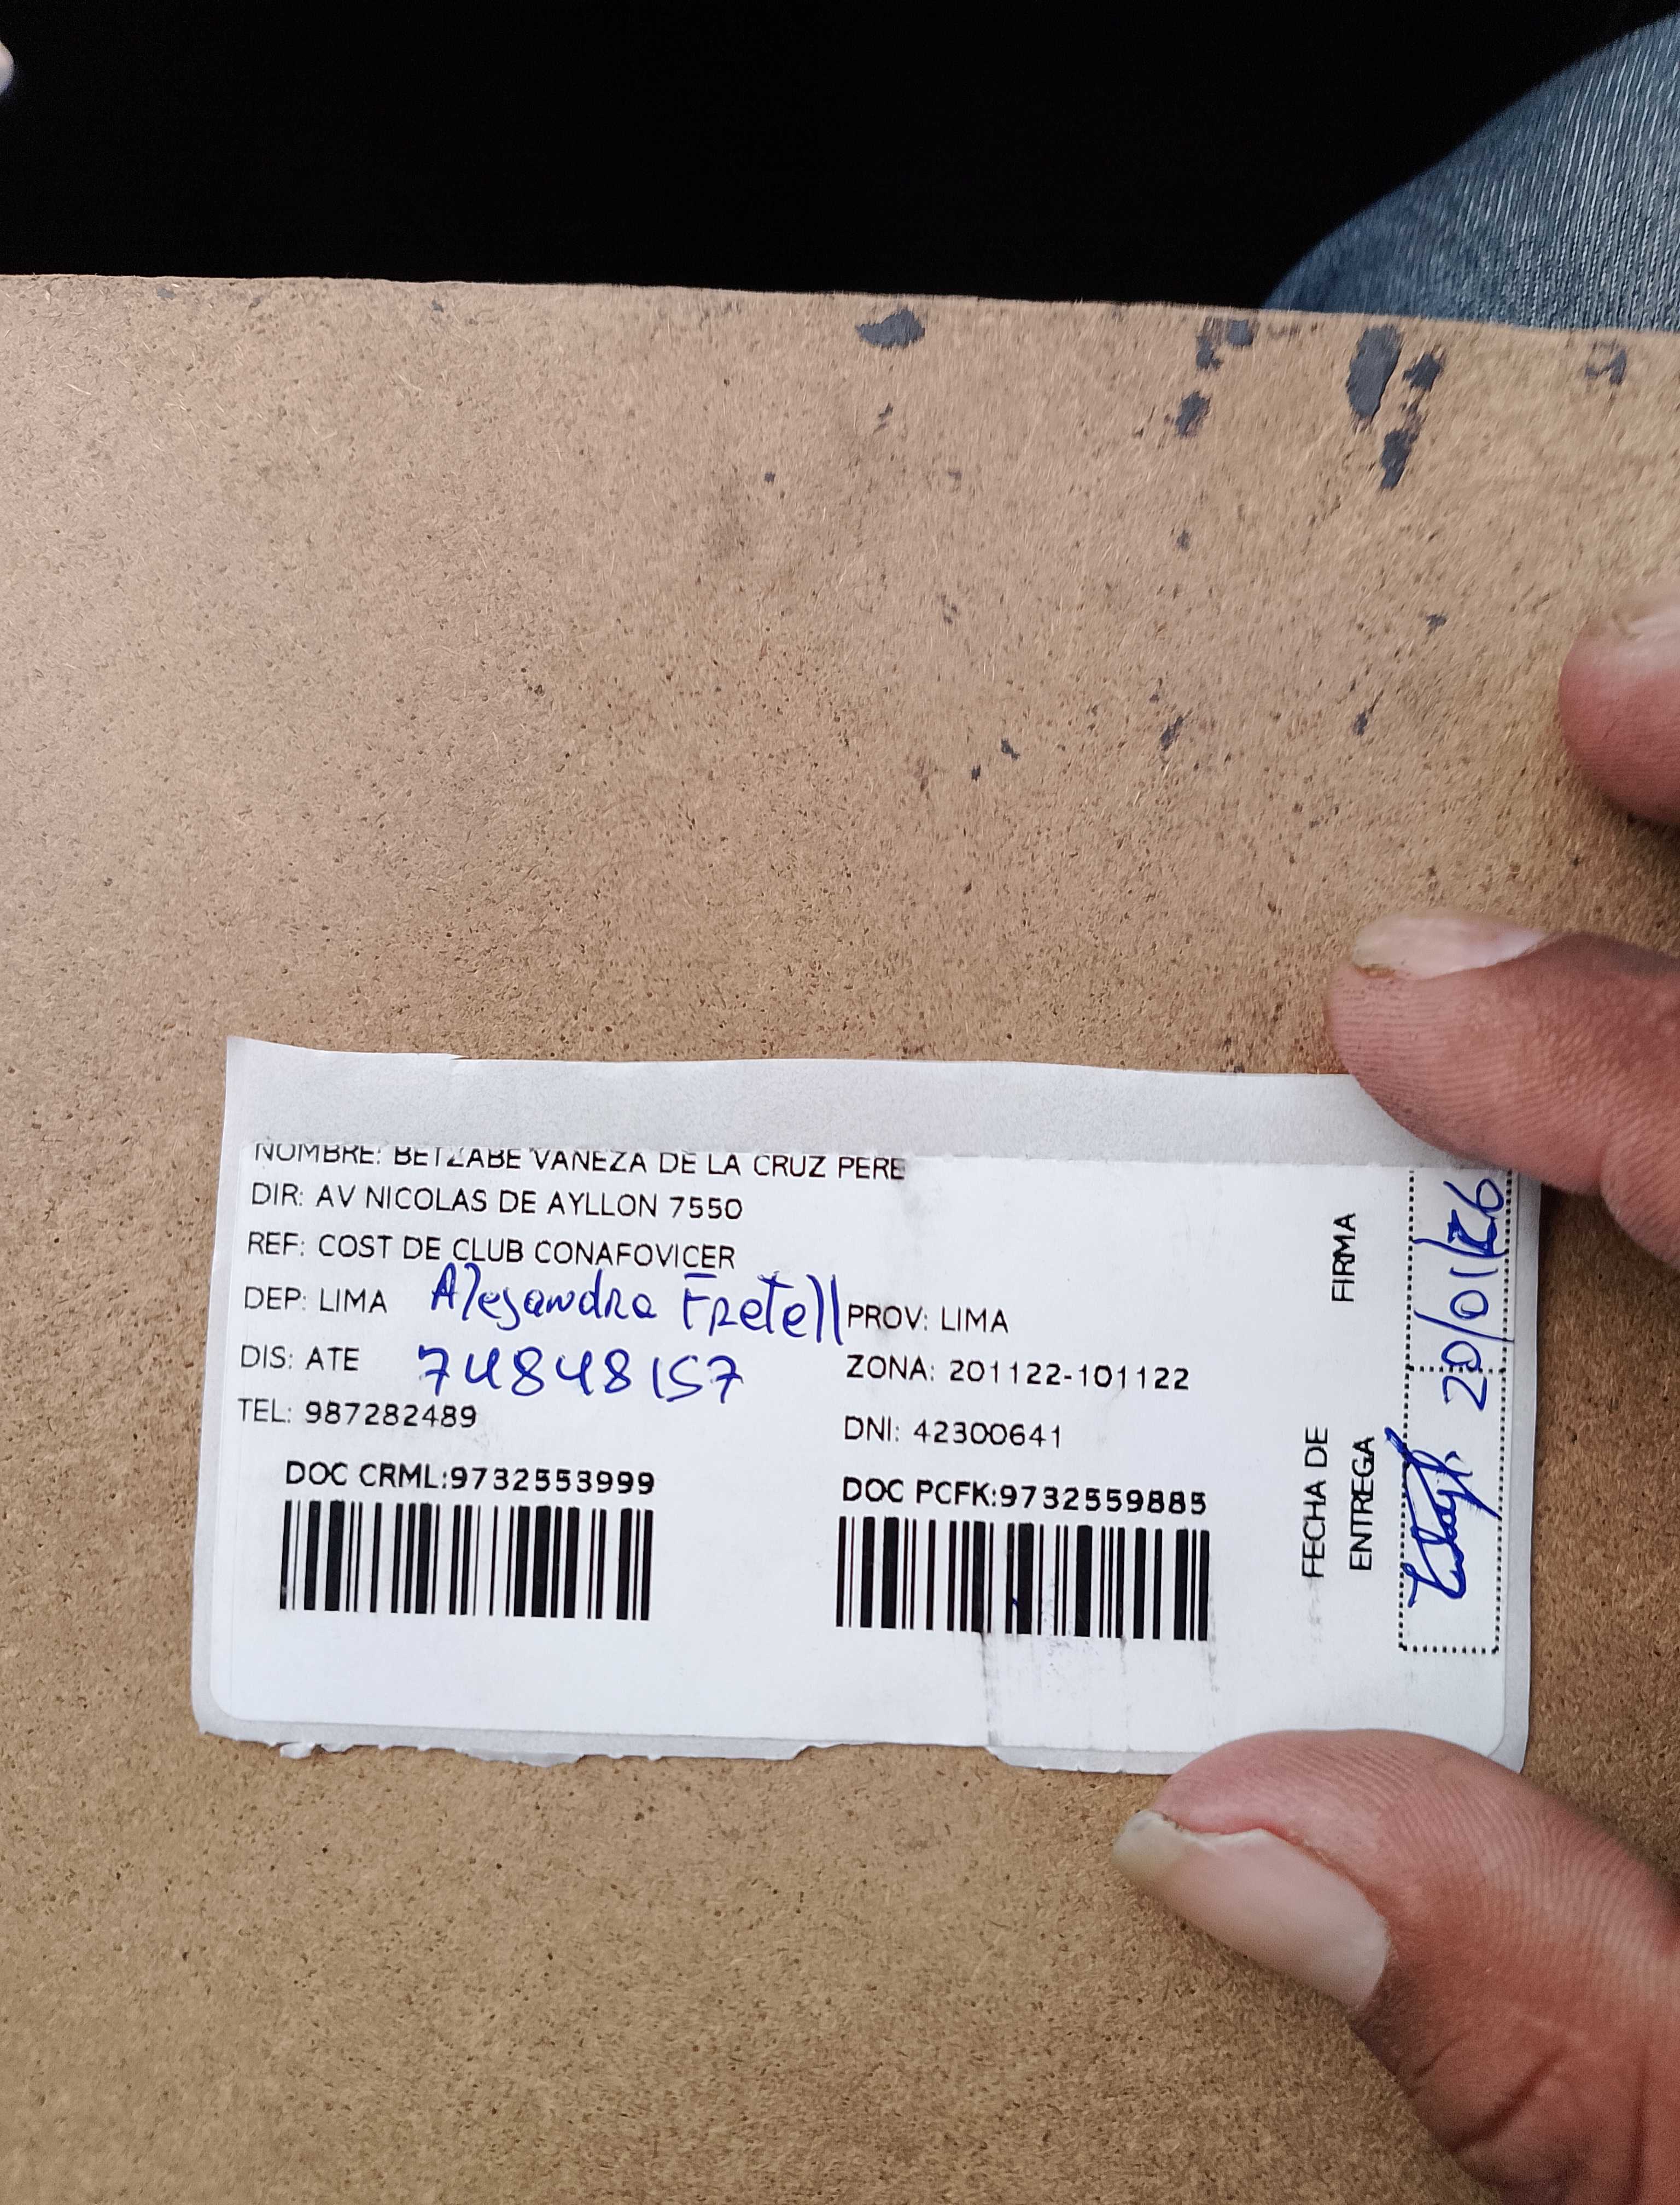 NOMBRE: BETZABE VANEZA DE LA CRUZ PERE
DIR: AV NICOLAS DE AYLLON 7550
REF: COST DE CLUB CONAFOVICER
Alejandra Fretell
DEP: LIMA PROV: LIMA
74848157
DIS: ATE ZONA: 201122-101122
TEL: 987282489 DNI: 42300641
DOC CRML:9732553999 DOC PCFK:9732559885
FIRMA
FECHA DE
ENTREGA
20/01/26